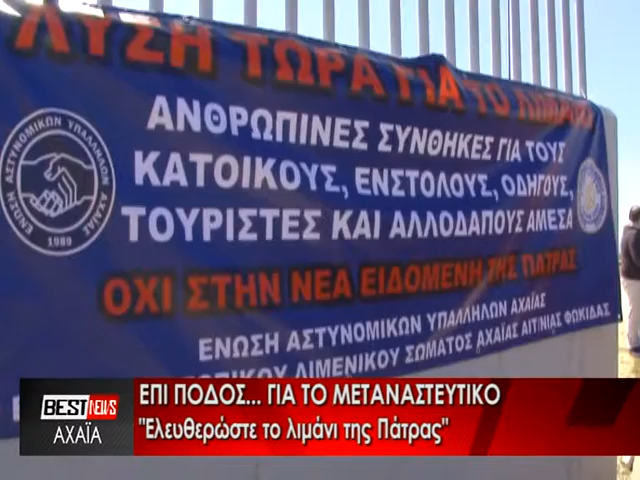 ΛΥΣΗ ΤΩΡΑ ΓΙΑ ΤΟ ΛΙΜΑΝΙ
ΑΝΘΡΩΠΙΝΕΣ ΣΥΝΘΗΚΕΣ ΓΙΑ ΤΟΥΣ
ΚΑΤΟΙΚΟΥΣ, ΕΝΣΤΟΛΟΥΣ, ΟΔΗΓΟΥΣ,
ΤΟΥΡΙΣΤΕΣ ΚΑΙ ΑΛΛΟΔΑΠΟΥΣ ΑΜΕΣΑ
ΟΧΙ ΣΤΗΝ ΝΕΑ ΕΙΔΟΜΕΝΗ ΤΗΣ ΠΑΤΡΑΣ
ΕΝΩΣΗ ΑΣΤΥΝΟΜΙΚΩΝ ΥΠΑΛΛΗΛΩΝ ΑΧΑΪΑΣ
1989
ΕΝΩΣΗ ΑΣΤΥΝΟΜΙΚΩΝ ΥΠΑΛΛΗΛΩΝ ΑΧΑΪΑΣ
ΛΙΜΕΝΙΚΟΥ ΣΩΜΑΤΟΣ ΑΧΑΪΑΣ ΑΙΤ/ΝΙΑΣ ΦΩΚΙΔΑΣ
BEST NEWS
ΑΧΑΪΑ
ΕΠΙ ΠΟΔΟΣ... ΓΙΑ ΤΟ ΜΕΤΑΝΑΣΤΕΥΤΙΚΟ
"Ελευθερώστε το λιμάνι της Πάτρας"